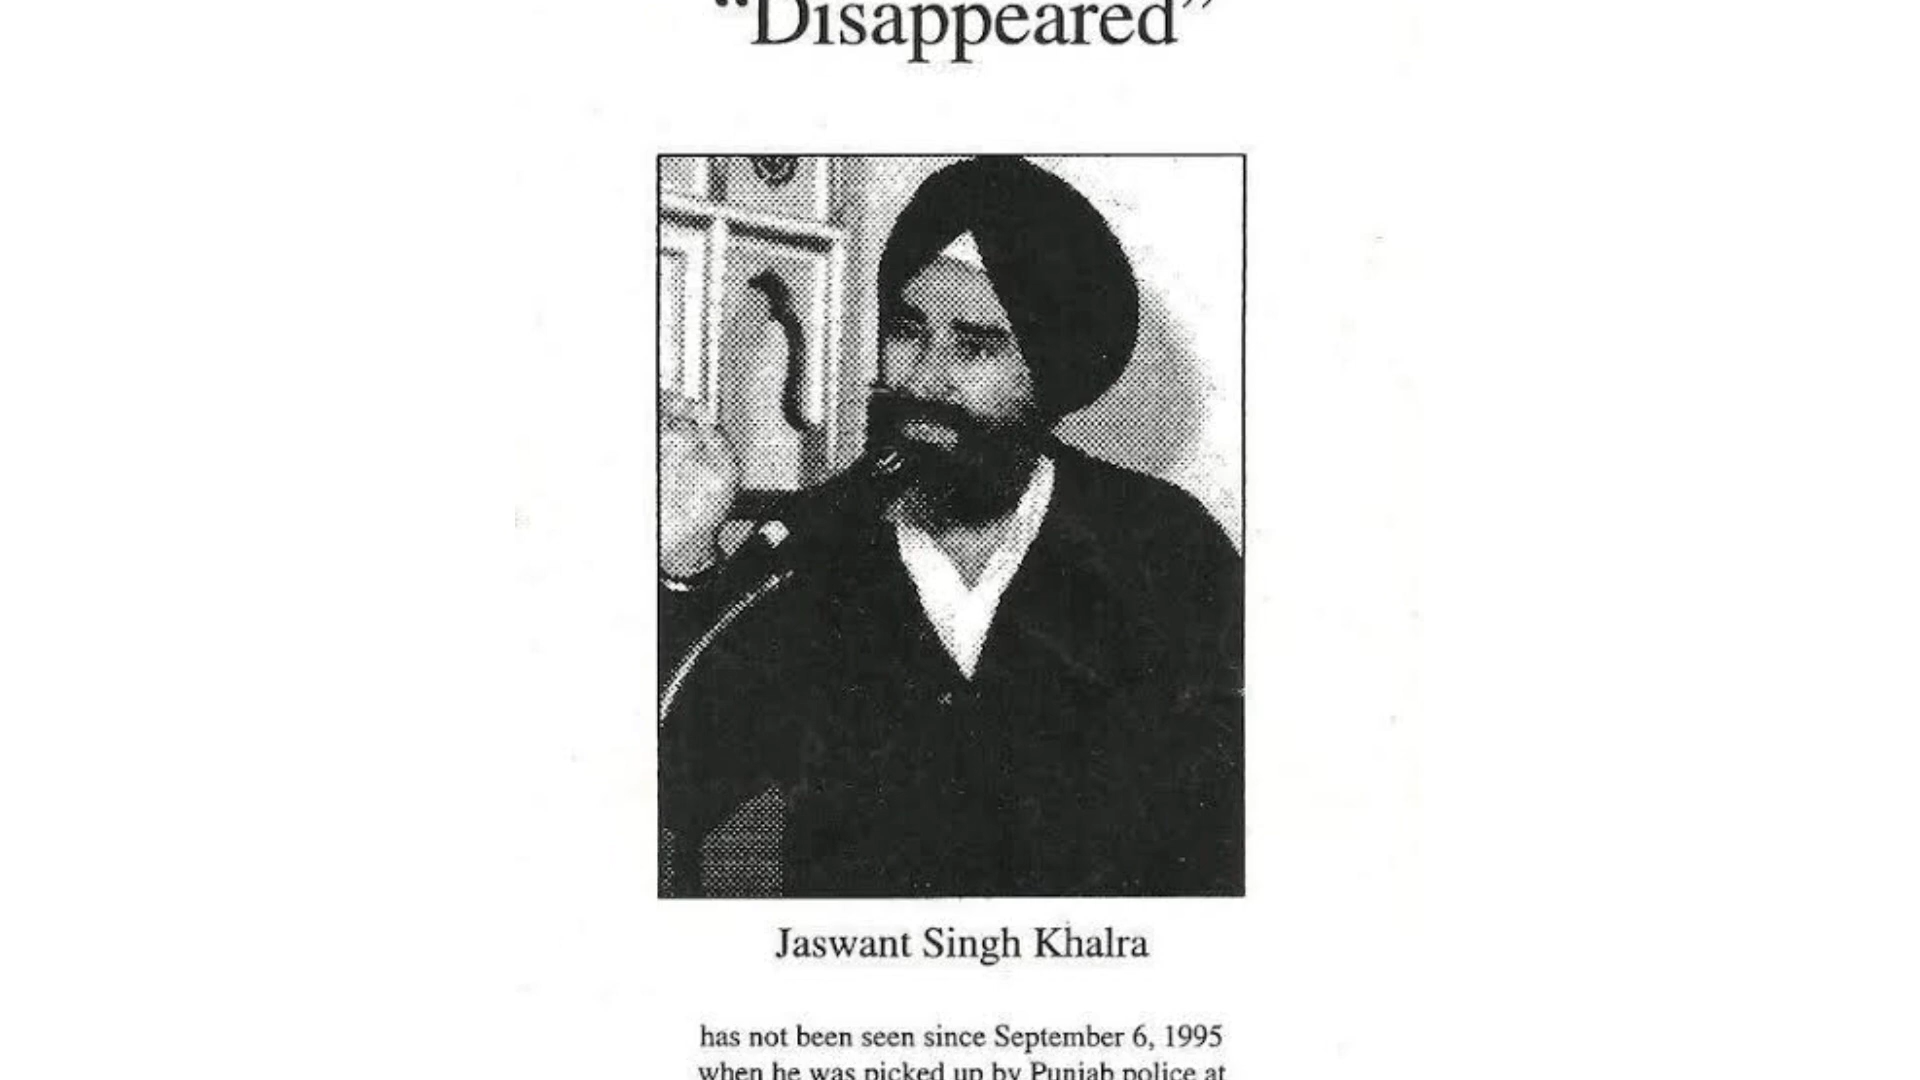 “Disappeared”
Jaswant Singh Khalra
has not been seen since September 6, 1995
when he was picked up by Punjab police at